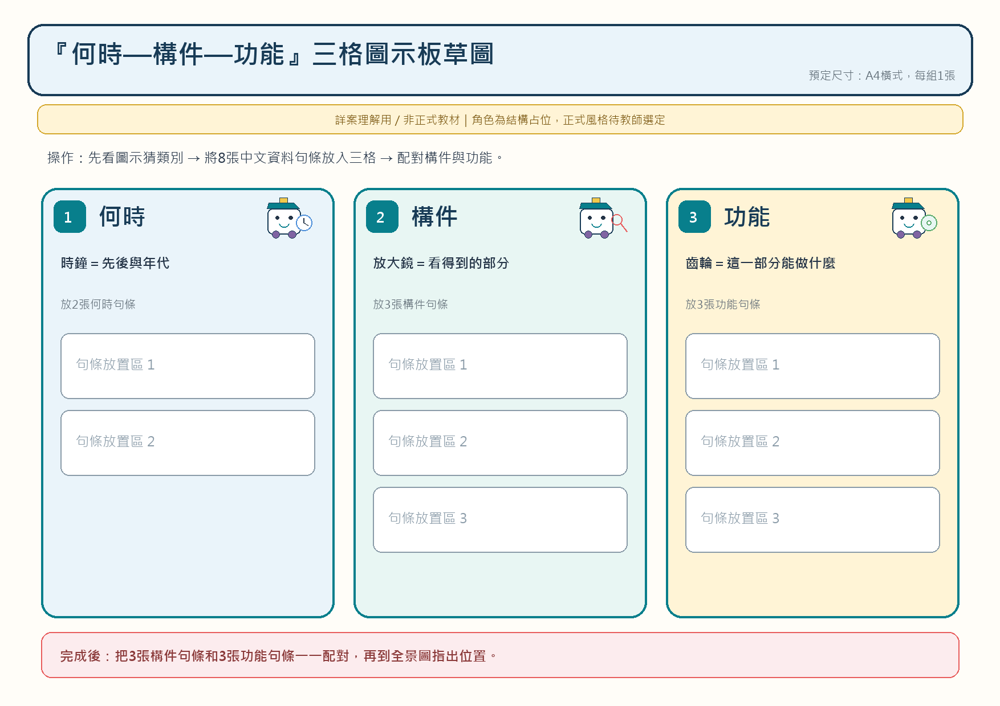 『何時——構件——功能』三格圖示板草圖
預定尺寸：A4橫式，每組1張
詳案理解用 / 非正式教材｜角色為結構占位，正式風格待教師選定
操作：先看圖示猜類別 → 將8張中文資料句條放入三格 → 配對構件與功能。
1 何時
時鐘 = 先後與年代
放2張何時句條
句條放置區 1
句條放置區 2
2 構件
放大鏡 = 看得到的部分
放3張構件句條
句條放置區 1
句條放置區 2
句條放置區 3
3 功能
齒輪 = 這一部分能做什麼
放3張功能句條
句條放置區 1
句條放置區 2
句條放置區 3
完成後：把3張構件句條和3張功能句條一一配對，再到全景圖指出位置。